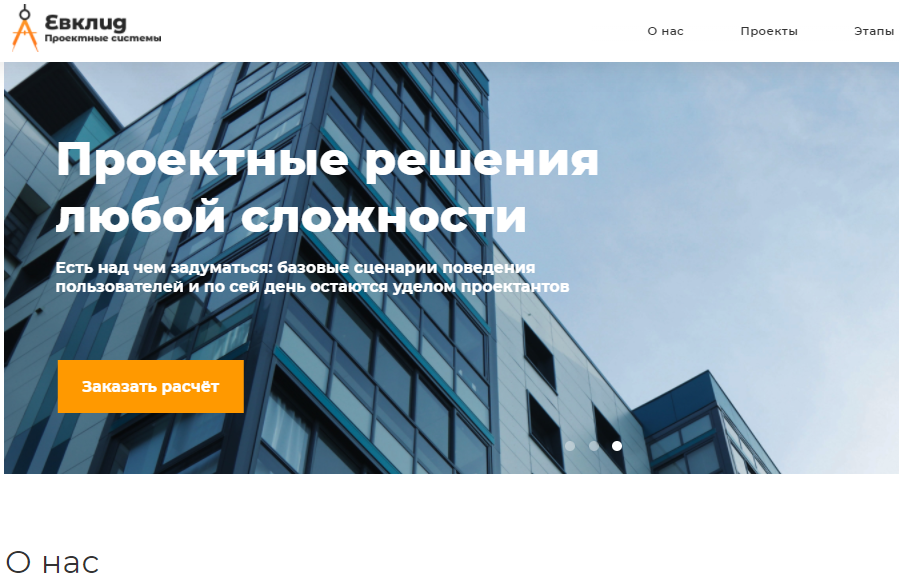 Евклид
Проектные системы
О нас
Проекты
Этапы
Проектные решения
любой сложности
Есть над чем задуматься: базовые сценарии поведения
пользователей и по сей день остаются уделом проектантов
Заказать расчёт
О нас